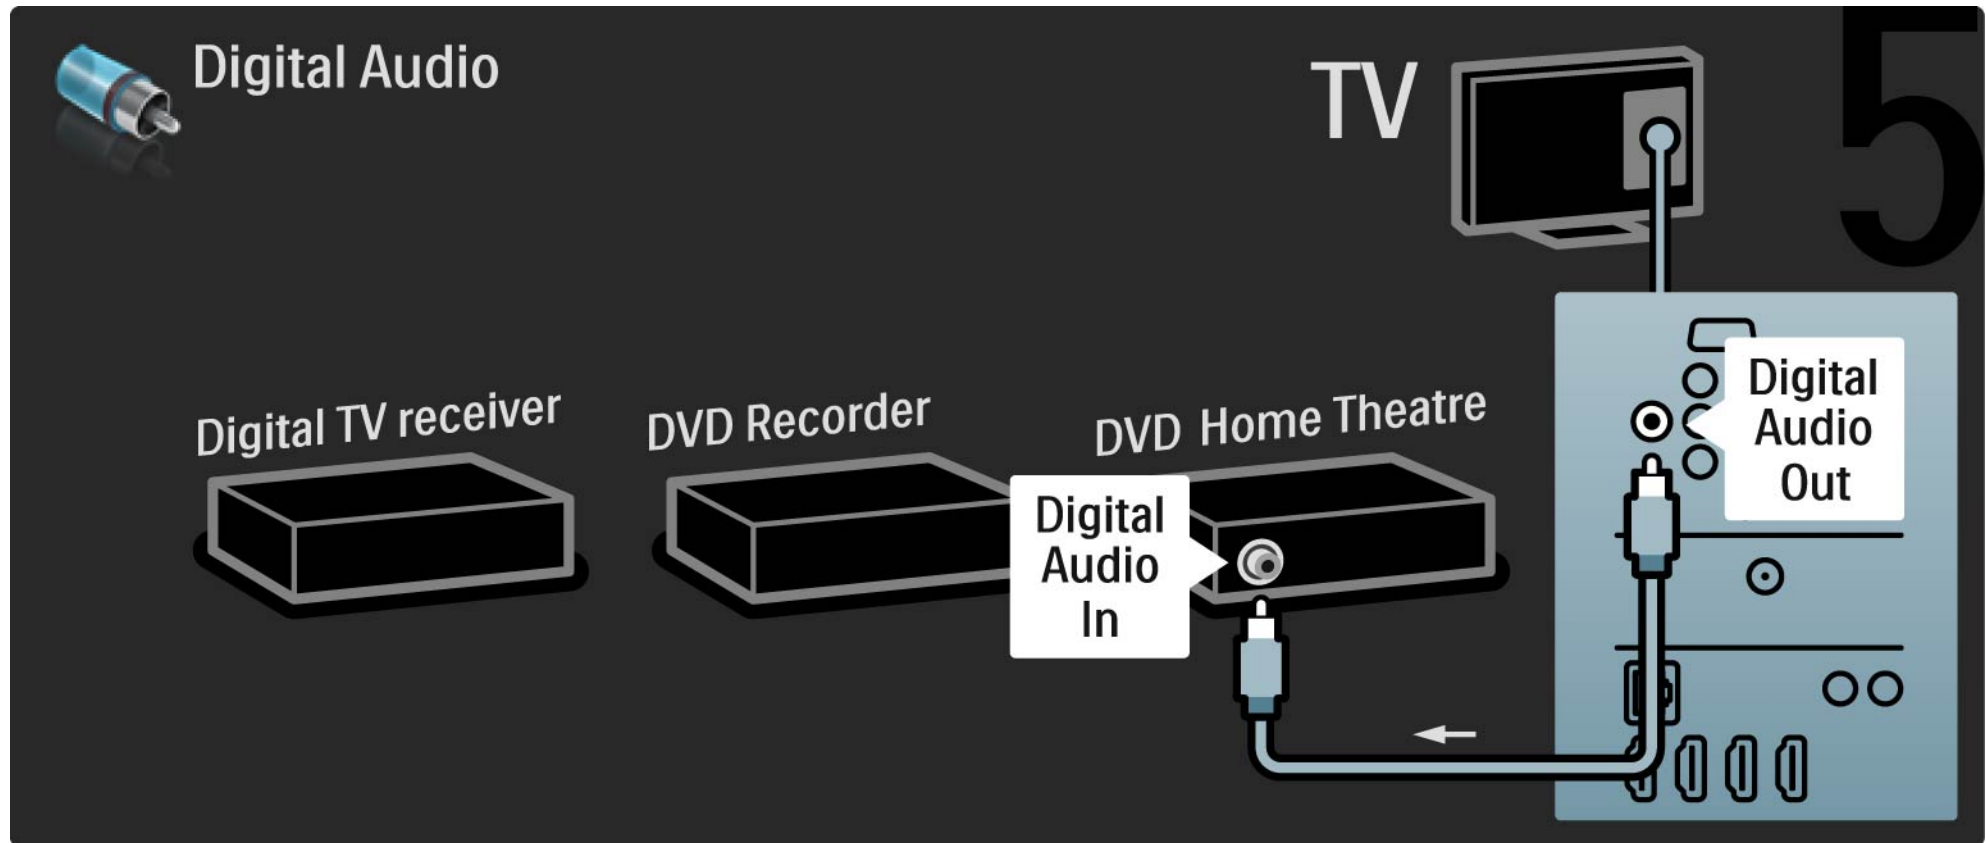 Digital Audio
TV
5
Digital TV receiver
DVD Recorder
DVD Home Theatre
Digital
Audio
In
Digital
Audio
Out